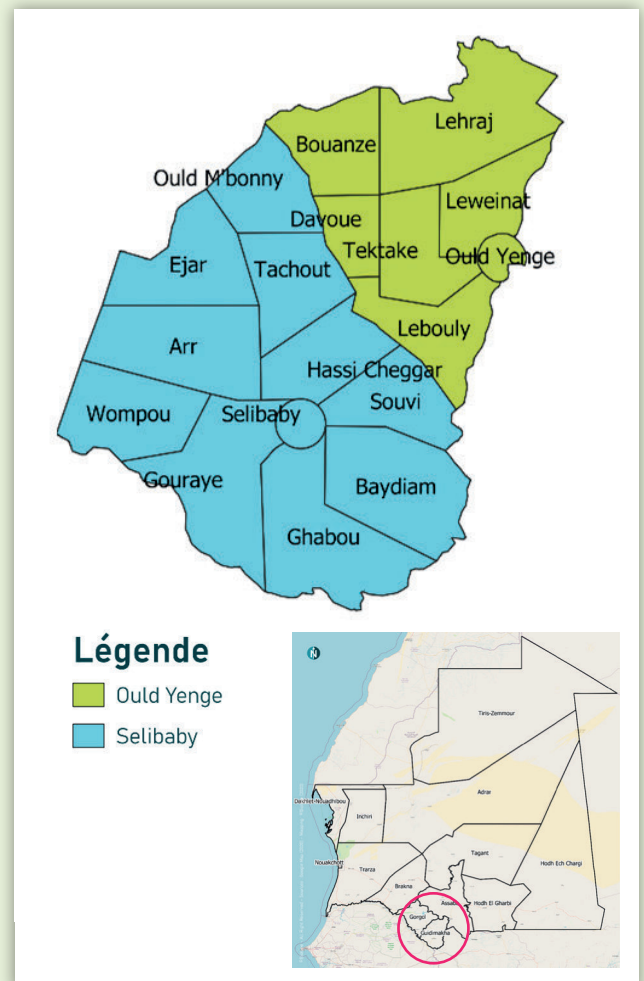 Lehraj
Bouanze
Ould M'bonny
Leweinat
Davoue
Tektake
Ould Yenge
Ejar
Tachout
Lebouly
Arr
Hassi Cheggar
Souvi
Wompou
Selibaby
Gouraye
Baydiam
Ghabou
Légende
Ould Yenge
Selibaby
N
Tiris-Zemmour
Adrar
Dakhlet-Nouadhibou
Inchiri
Tagant
Hodh Ech Chargi
Nouakchott
Trarza
Brakna
Assaba
Hodh El Gharbi
Gorgol
Guidimakha